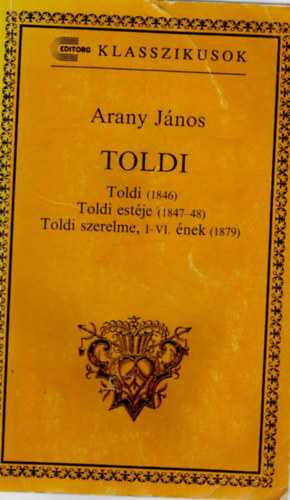 EDITORG KLASSZIKUSOK
Arany János
TOLDI
Toldi (1846)
Toldi estéje (1847–48)
Toldi szerelme, I–VI. ének (1879)